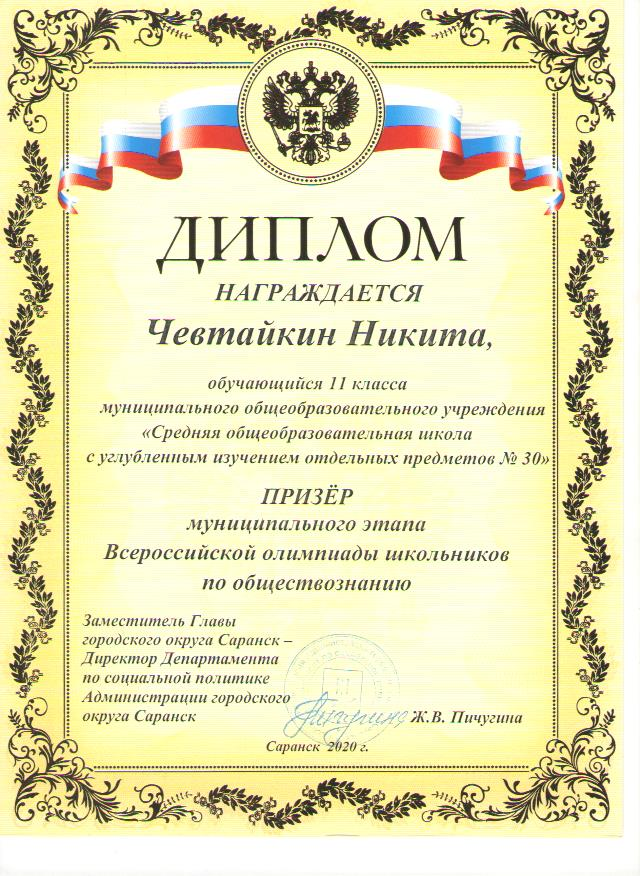 ДИПЛОМ
НАГРАЖДАЕТСЯ
Чевтайкин Никита,
обучающийся 11 класса
муниципального общеобразовательного учреждения
«Средняя общеобразовательная школа
с углубленным изучением отдельных предметов № 30»
ПРИЗЁР
муниципального этапа
Всероссийской олимпиады школьников
по обществознанию
Заместитель Главы
городского округа Саранск –
Директор Департамента
по социальной политике
Администрации городского
округа Саранск
Ж.В. Пичугина
Саранск 2020 г.